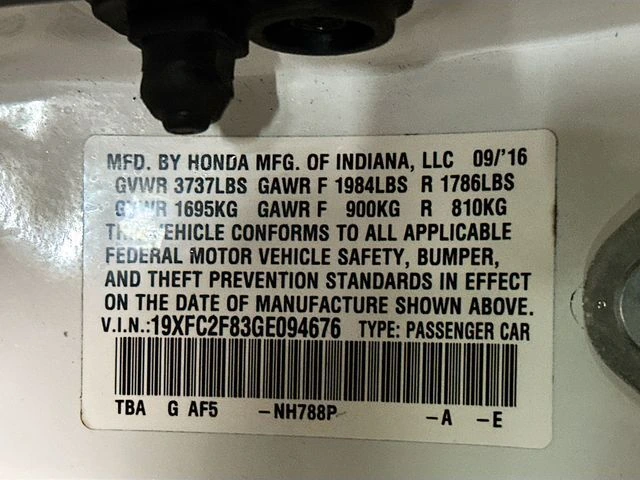 MFD. BY HONDA MFG. OF INDIANA, LLC 09/'16
GVWR 3737LBS GAWR F 1984LBS R 1786LBS
GVWR 1695KG GAWR F 900KG R 810KG
THIS VEHICLE CONFORMS TO ALL APPLICABLE
FEDERAL MOTOR VEHICLE SAFETY, BUMPER,
AND THEFT PREVENTION STANDARDS IN EFFECT
ON THE DATE OF MANUFACTURE SHOWN ABOVE.
V.I.N.:19XFC2F83GE094676 TYPE: PASSENGER CAR
TBA G AF5 -NH788P -A -E